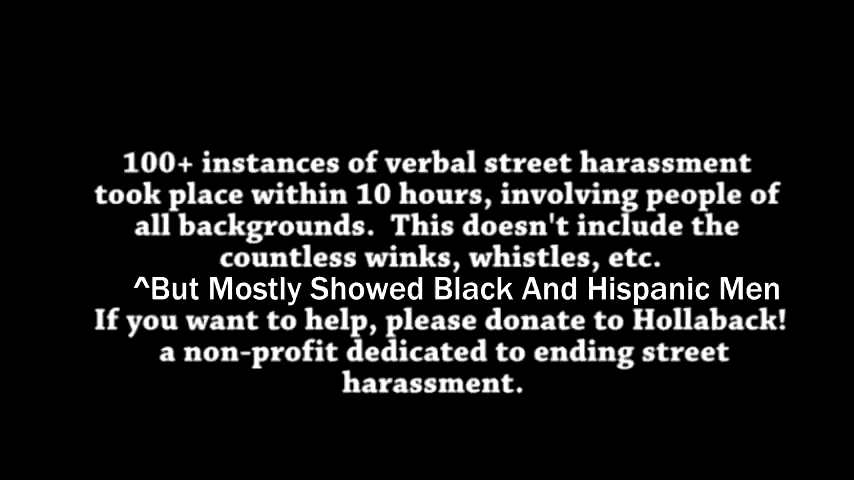 100+ instances of verbal street harassment
took place within 10 hours, involving people of
all backgrounds.  This doesn't include the
countless winks, whistles, etc.
^But Mostly Showed Black And Hispanic Men
If you want to help, please donate to Hollaback!
a non-profit dedicated to ending street
harassment.